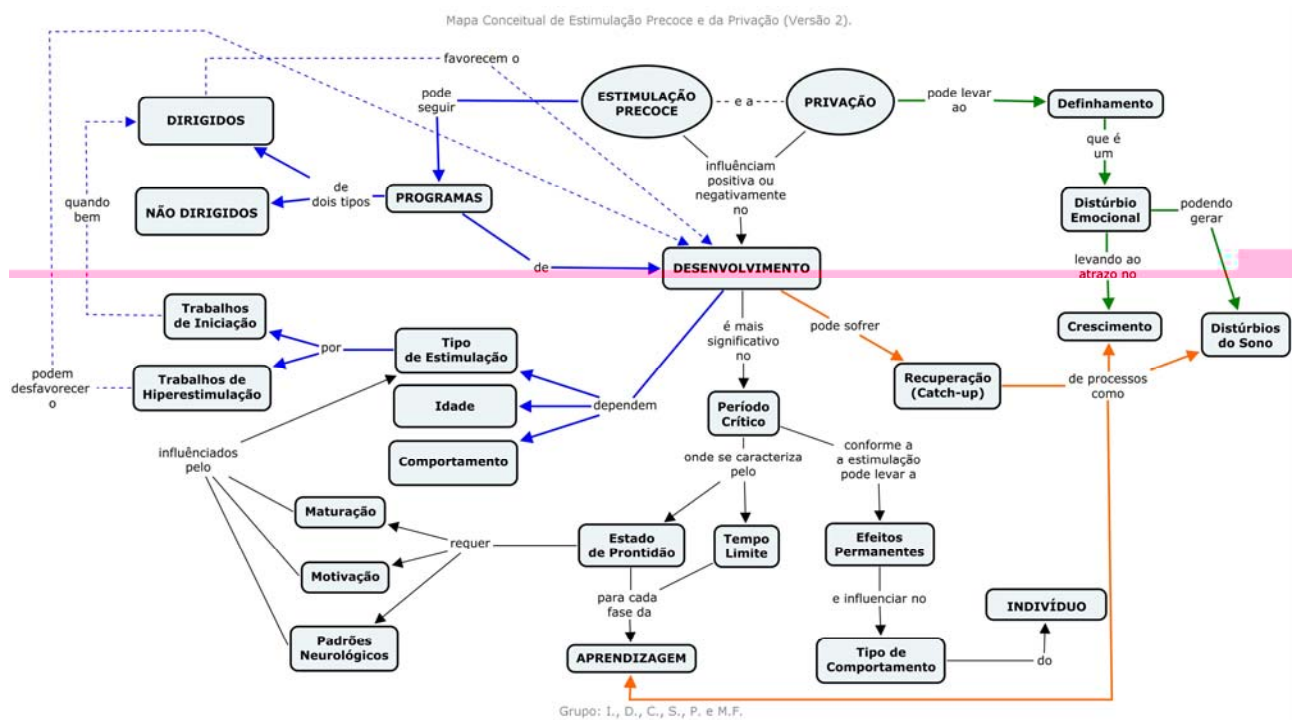 Mapa Conceitual de Estimulação Precoce e da Privação (Versão 2).
favorecem o
pode
seguir
ESTIMULAÇÃO
PRECOCE
e a
PRIVAÇÃO
pode levar
ao
Definhamento
DIRIGIDOS
que é
um
quando
bem
de
dois tipos
influênciam
positiva ou
negativamente
no
NÃO DIRIGIDOS
PROGRAMAS
Distúrbio
Emocional
podendo
gerar
de
DESENVOLVIMENTO
levando ao
atrazo no
Trabalhos
de Iniciação
por
Tipo
de Estimulação
é mais
significativo
no
pode sofrer
Crescimento
Distúrbios
do Sono
podem
desfavorecer
o
Trabalhos de
Hiperestimulação
Idade
dependem
Período
Crítico
Recuperação
(Catch-up)
de processos
como
influênciados
pelo
Comportamento
onde se caracteriza
pelo
conforme a
a estimulação
pode levar a
Maturação
requer
Estado
de Prontidão
Tempo
Limite
Efeitos
Permanentes
Motivação
para cada
fase da
e influenciar no
INDIVÍDUO
Padrões
Neurológicos
APRENDIZAGEM
Tipo de
Comportamento
do
Grupo: I., D., C., S., P. e M.F.